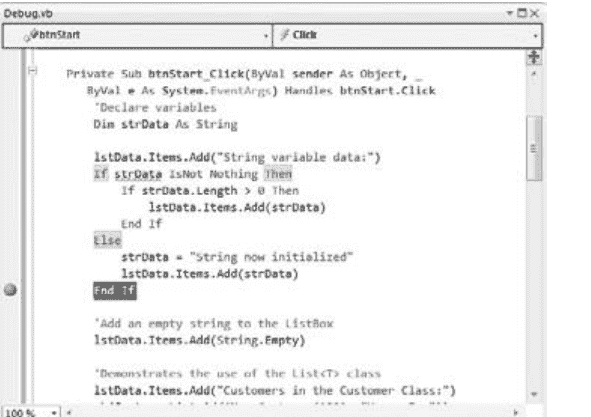 Debug.vb
btnStart
Click
Private Sub btnStart_Click(ByVal sender As Object, _
ByVal e As System.EventArgs) Handles btnStart.Click
'Declare variables
Dim strData As String
lstData.Items.Add("String variable data:")
If strData IsNot Nothing Then
If strData.Length > 0 Then
lstData.Items.Add(strData)
End If
Else
strData = "String now initialized"
lstData.Items.Add(strData)
End If
'Add an empty string to the ListBox
lstData.Items.Add(String.Empty)
'Demonstrates the use of the List<T> class
lstData.Items.Add("Customers in the Customer Class:")
100 %